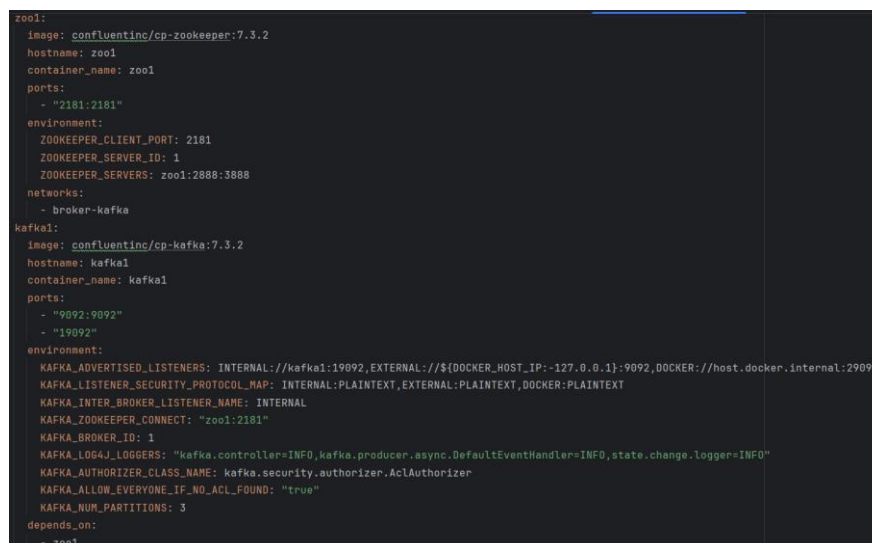 zoo1:
  image: confluentinc/cp-zookeeper:7.3.2
  hostname: zoo1
  container_name: zoo1
  ports:
    - "2181:2181"
  environment:
    ZOOKEEPER_CLIENT_PORT: 2181
    ZOOKEEPER_SERVER_ID: 1
    ZOOKEEPER_SERVERS: zoo1:2888:3888
  networks:
    - broker-kafka
kafka1:
  image: confluentinc/cp-kafka:7.3.2
  hostname: kafka1
  container_name: kafka1
  ports:
    - "9092:9092"
    - "19092"
  environment:
    KAFKA_ADVERTISED_LISTENERS: INTERNAL://kafka1:19092,EXTERNAL://${DOCKER_HOST_IP:-127.0.0.1}:9092,DOCKER://host.docker.internal:2909
    KAFKA_LISTENER_SECURITY_PROTOCOL_MAP: INTERNAL:PLAINTEXT,EXTERNAL:PLAINTEXT,DOCKER:PLAINTEXT
    KAFKA_INTER_BROKER_LISTENER_NAME: INTERNAL
    KAFKA_ZOOKEEPER_CONNECT: "zoo1:2181"
    KAFKA_BROKER_ID: 1
    KAFKA_LOG4J_LOGGERS: "kafka.controller=INFO,kafka.producer.async.DefaultEventHandler=INFO,state.change.logger=INFO"
    KAFKA_AUTHORIZER_CLASS_NAME: kafka.security.authorizer.AclAuthorizer
    KAFKA_ALLOW_EVERYONE_IF_NO_ACL_FOUND: "true"
    KAFKA_NUM_PARTITIONS: 3
  depends_on:
    - zoo1